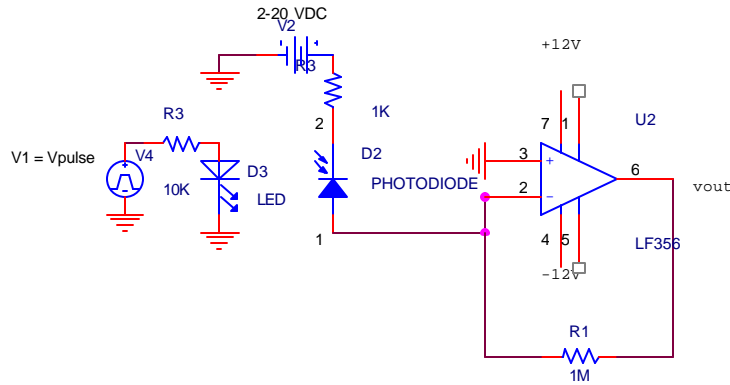 2-20 VDC
V2
+12V
R3
1K
7
1
U2
R3
2
V1 = Vpulse
V4
D2
3
+
6
D3
PHOTODIODE
2
-
vout
10K
LED
1
4
5
LF356
-12V
R1
1M